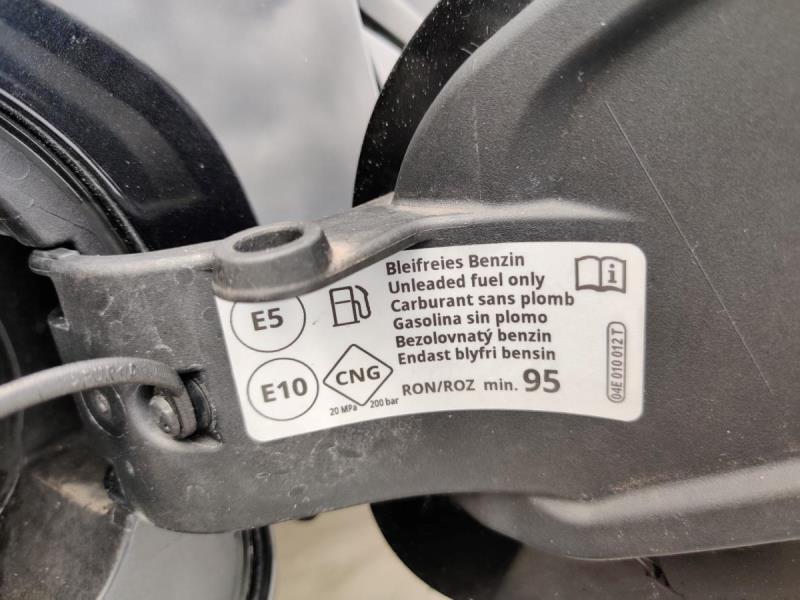 Bleifreies Benzin
Unleaded fuel only
Carburant sans plomb
Gasolina sin plomo
Bezolovnatý benzin
Endast blyfri bensin
E5
E10
CNG
20 MPa 200 bar
RON/ROZ min. 95
i
04E 010 012 T